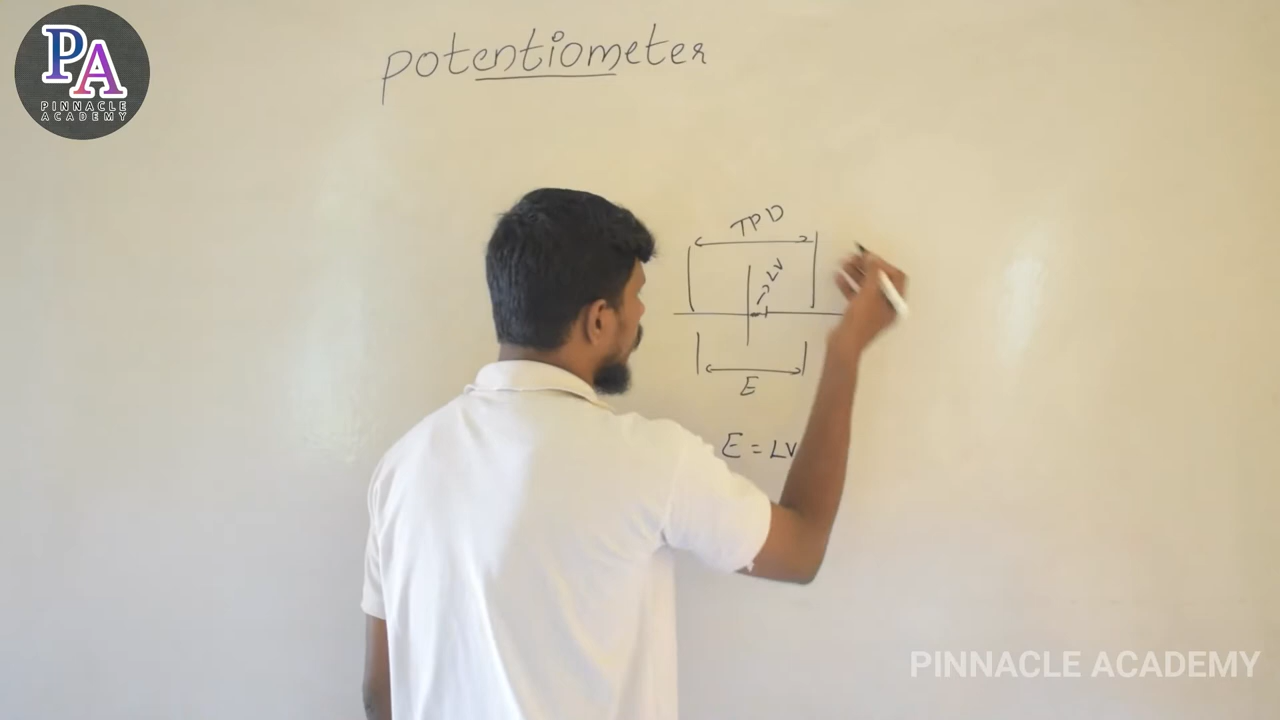 PA
PINNACLE
ACADEMY
potentiometer
TPD
LV
E
E = LV
PINNACLE ACADEMY